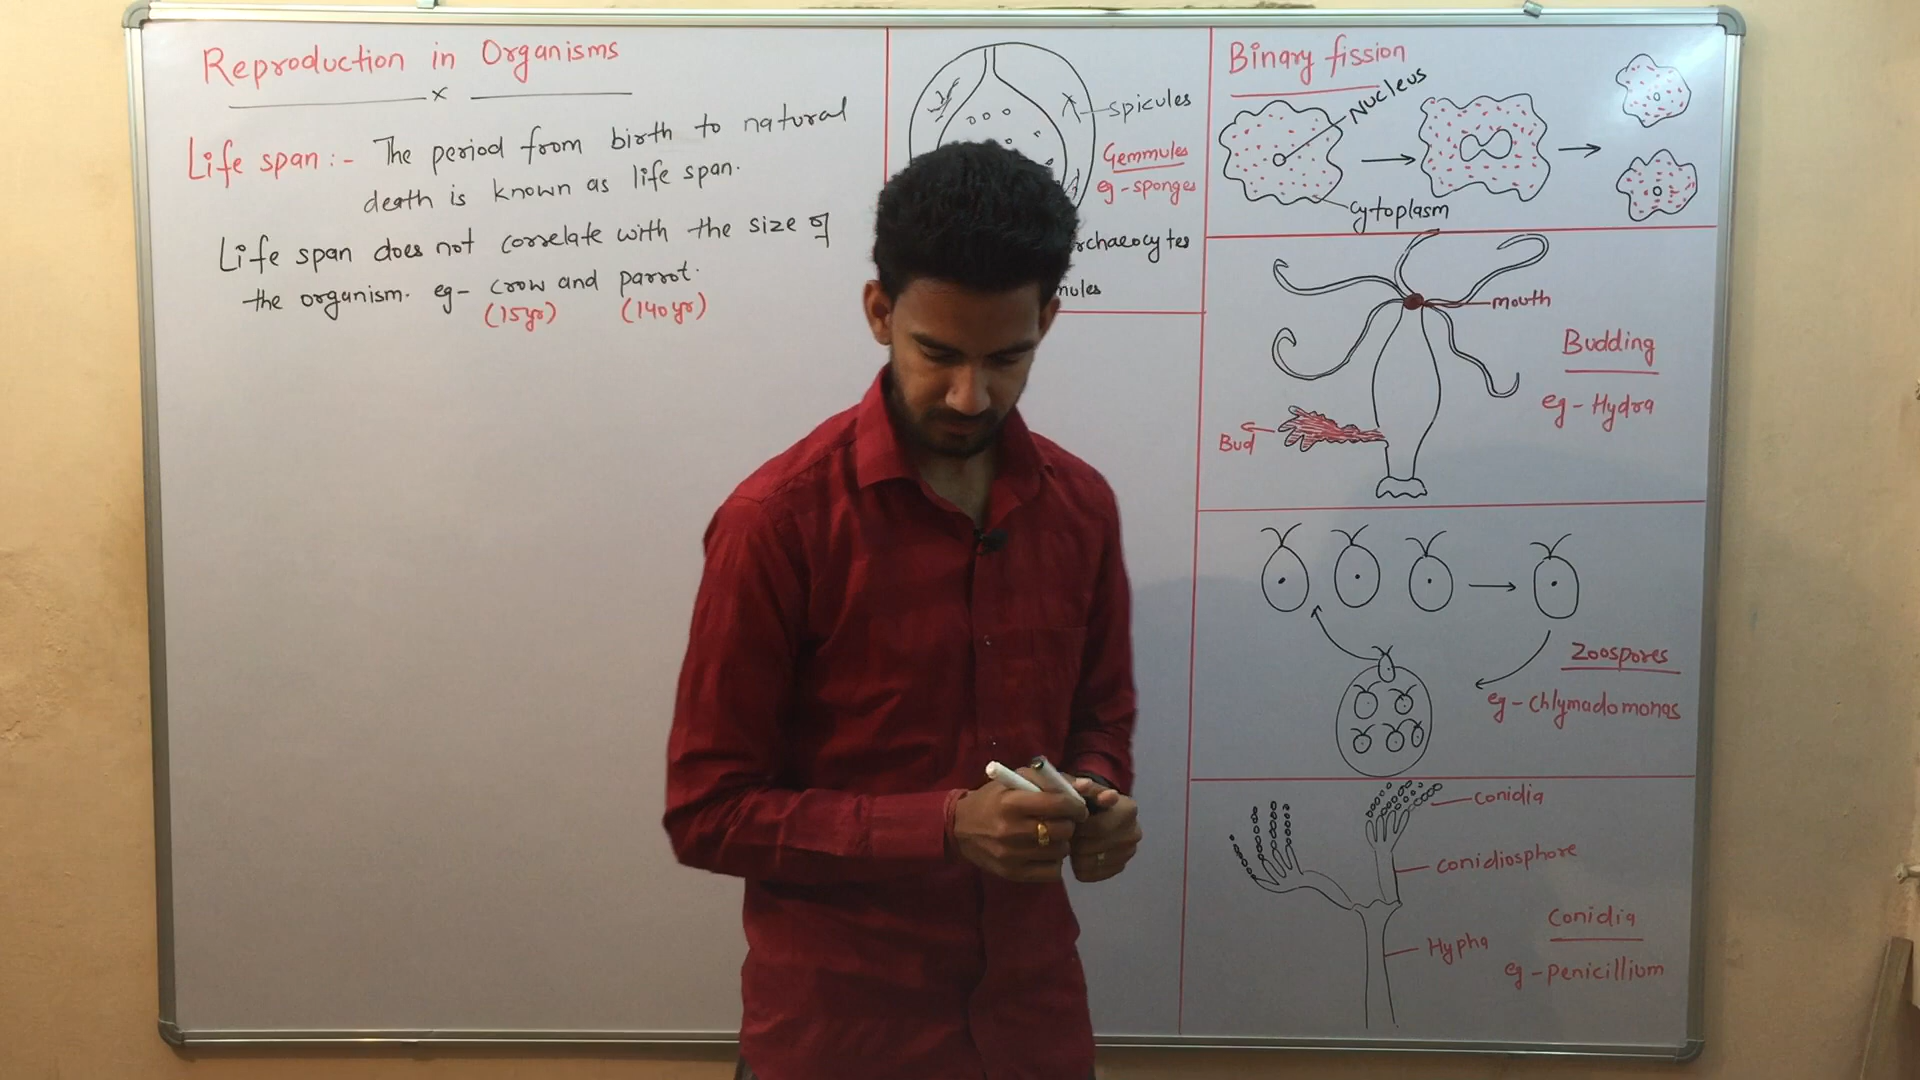 Reproduction in Organisms
x
Life span :- The period from birth to natural
death is known as life span.
Life span does not correlate with the size of
the organism. eg- crow and parrot.
(15yr) (140yr)
spicules
Gemmules
eg - sponges
Binary fission
Nucleus
cytoplasm
mouth
Budding
eg - Hydra
Bud
Zoospores
eg - chlymadomonas
conidia
conidiosphore
Hypha
Conidia
eg - penicillium